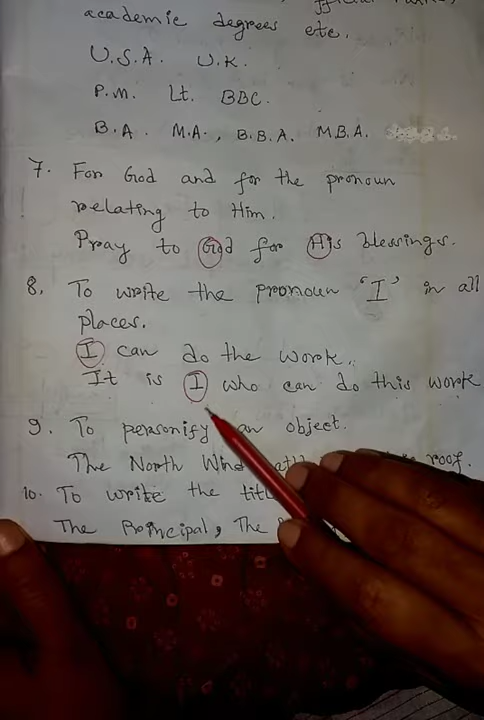 academic degrees etc.
U.S.A. U.K.
P.M. Lt. BBC.
B.A. M.A., B.B.A. M.B.A.
7. For God and for the pronoun
relating to Him.
Pray to God for His blessings.
8. To write the pronoun 'I' in all
places.
I can do the work.
It is I who can do this work
9. To personify an object.
The North Wind roof.
10. To write the
The Principal, The